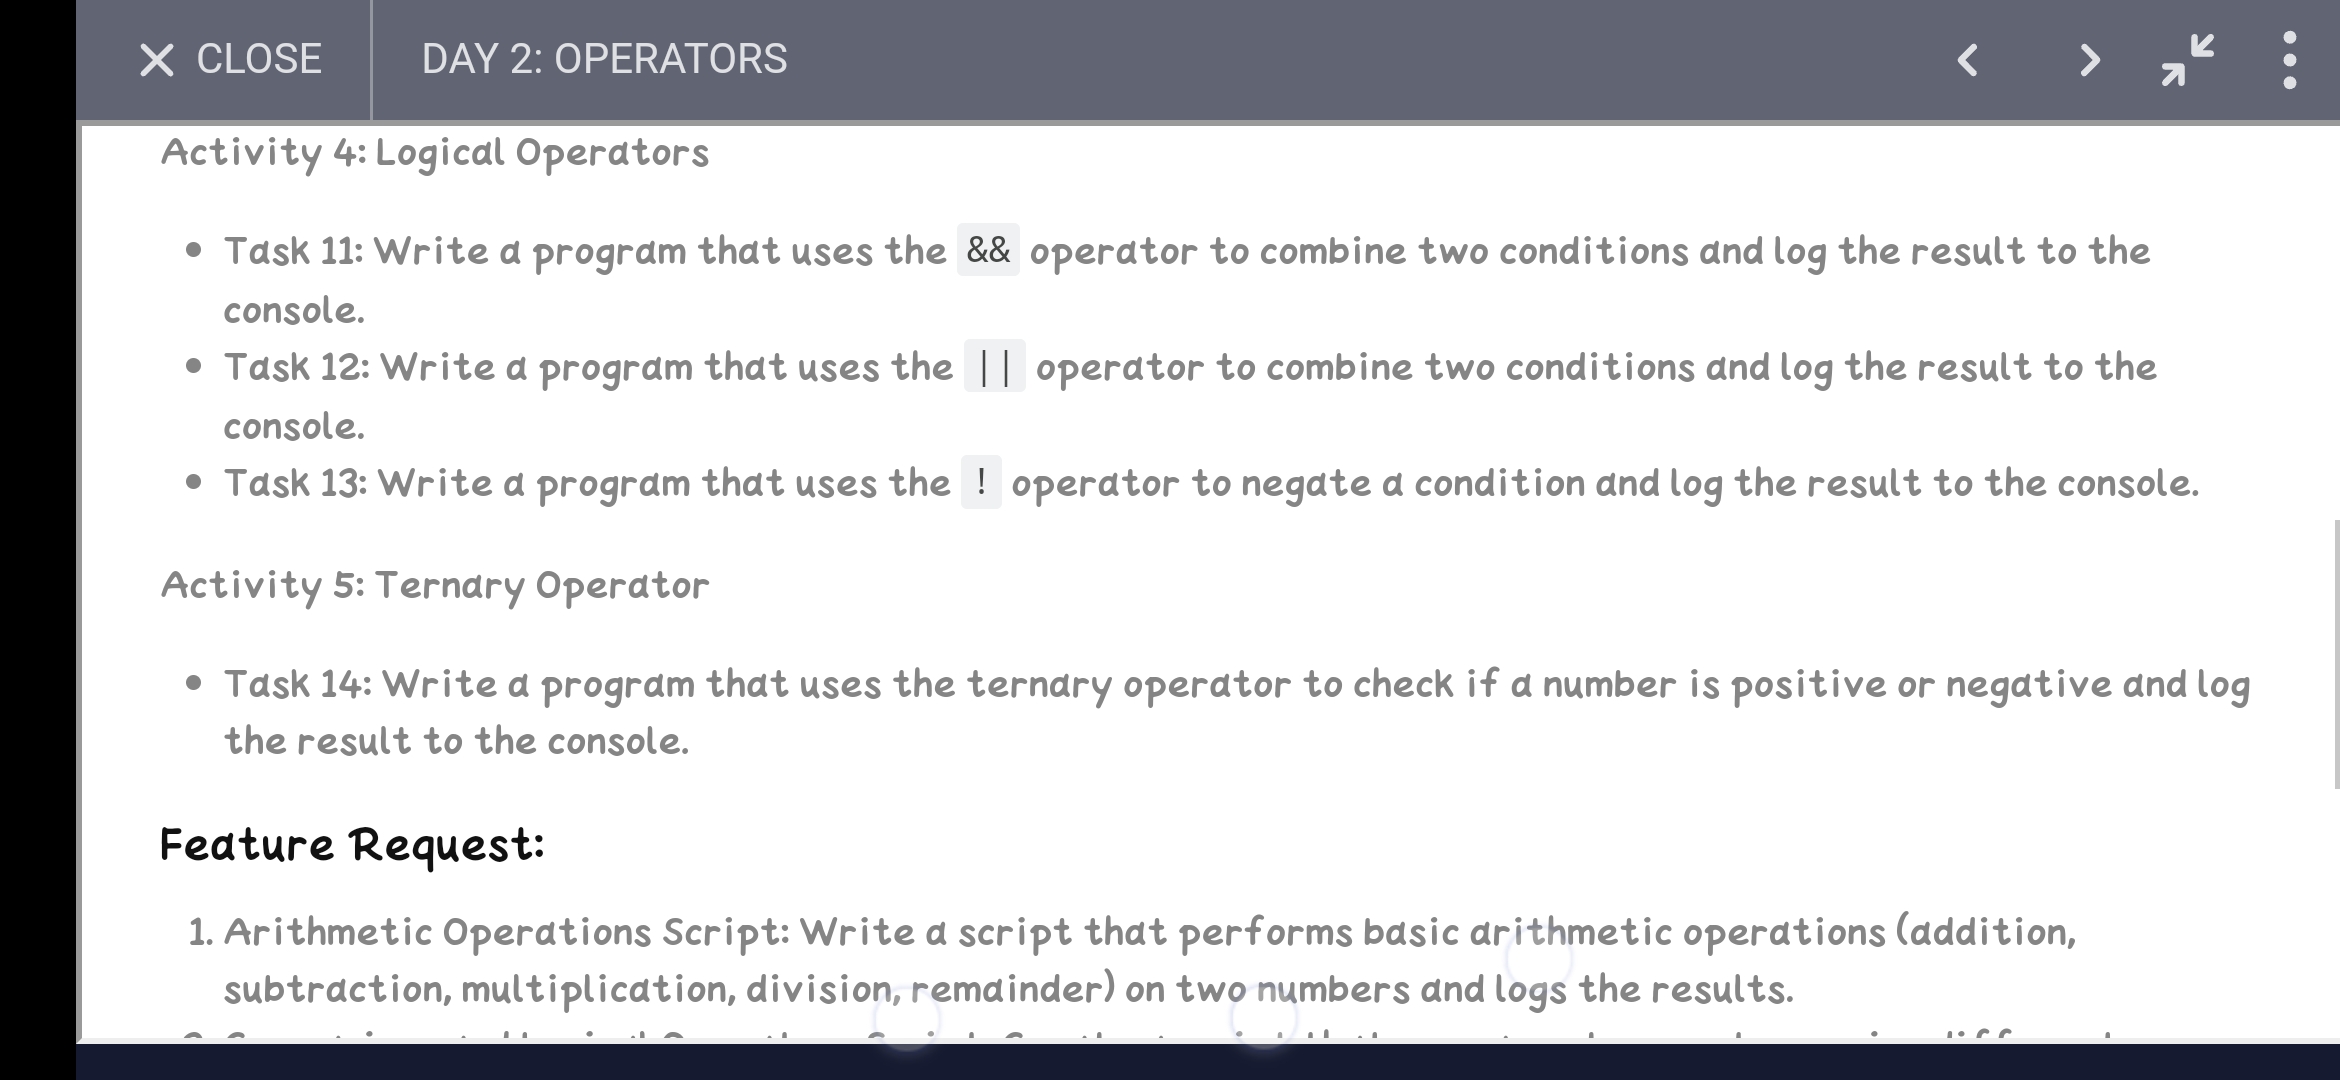 CLOSE
DAY 2: OPERATORS
Activity 4: Logical Operators
Task 11: Write a program that uses the && operator to combine two conditions and log the result to the
console.
Task 12: Write a program that uses the || operator to combine two conditions and log the result to the
console.
Task 13: Write a program that uses the ! operator to negate a condition and log the result to the console.
Activity 5: Ternary Operator
Task 14: Write a program that uses the ternary operator to check if a number is positive or negative and log
the result to the console.
Feature Request:
1. Arithmetic Operations Script: Write a script that performs basic arithmetic operations (addition,
subtraction, multiplication, division, remainder) on two numbers and logs the results.